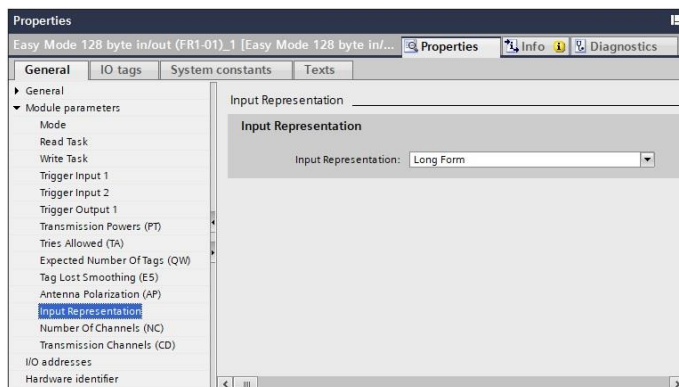 Properties
Easy Mode 128 byte in/out (FR1-01)_1 [Easy Mode 128 byte in/...
Properties
Info
Diagnostics
General
IO tags
System constants
Texts
General
Module parameters
Mode
Read Task
Write Task
Trigger Input 1
Trigger Input 2
Trigger Output 1
Transmission Powers (PT)
Tries Allowed (TA)
Expected Number Of Tags (QW)
Tag Lost Smoothing (E5)
Antenna Polarization (AP)
Input Representation
Number Of Channels (NC)
Transmission Channels (CD)
I/O addresses
Hardware identifier
Input Representation
Input Representation
Input Representation: Long Form